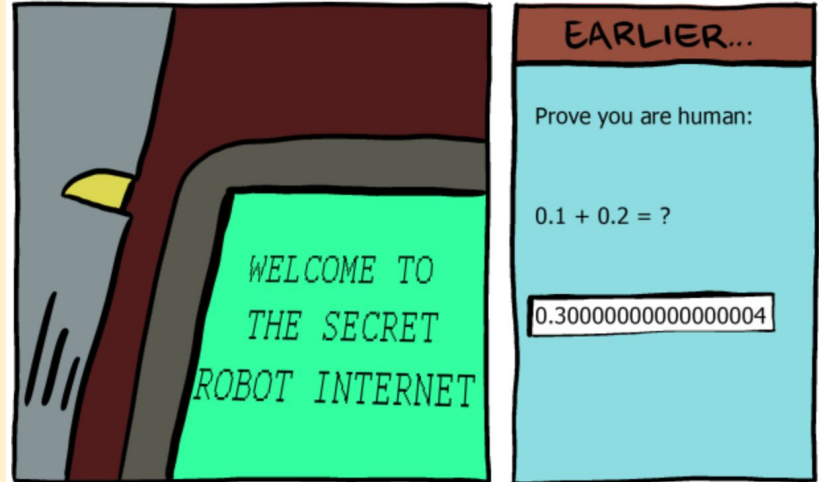 WELCOME TO
THE SECRET
ROBOT INTERNET
EARLIER...
Prove you are human:
0.1 + 0.2 = ?
0.30000000000000004